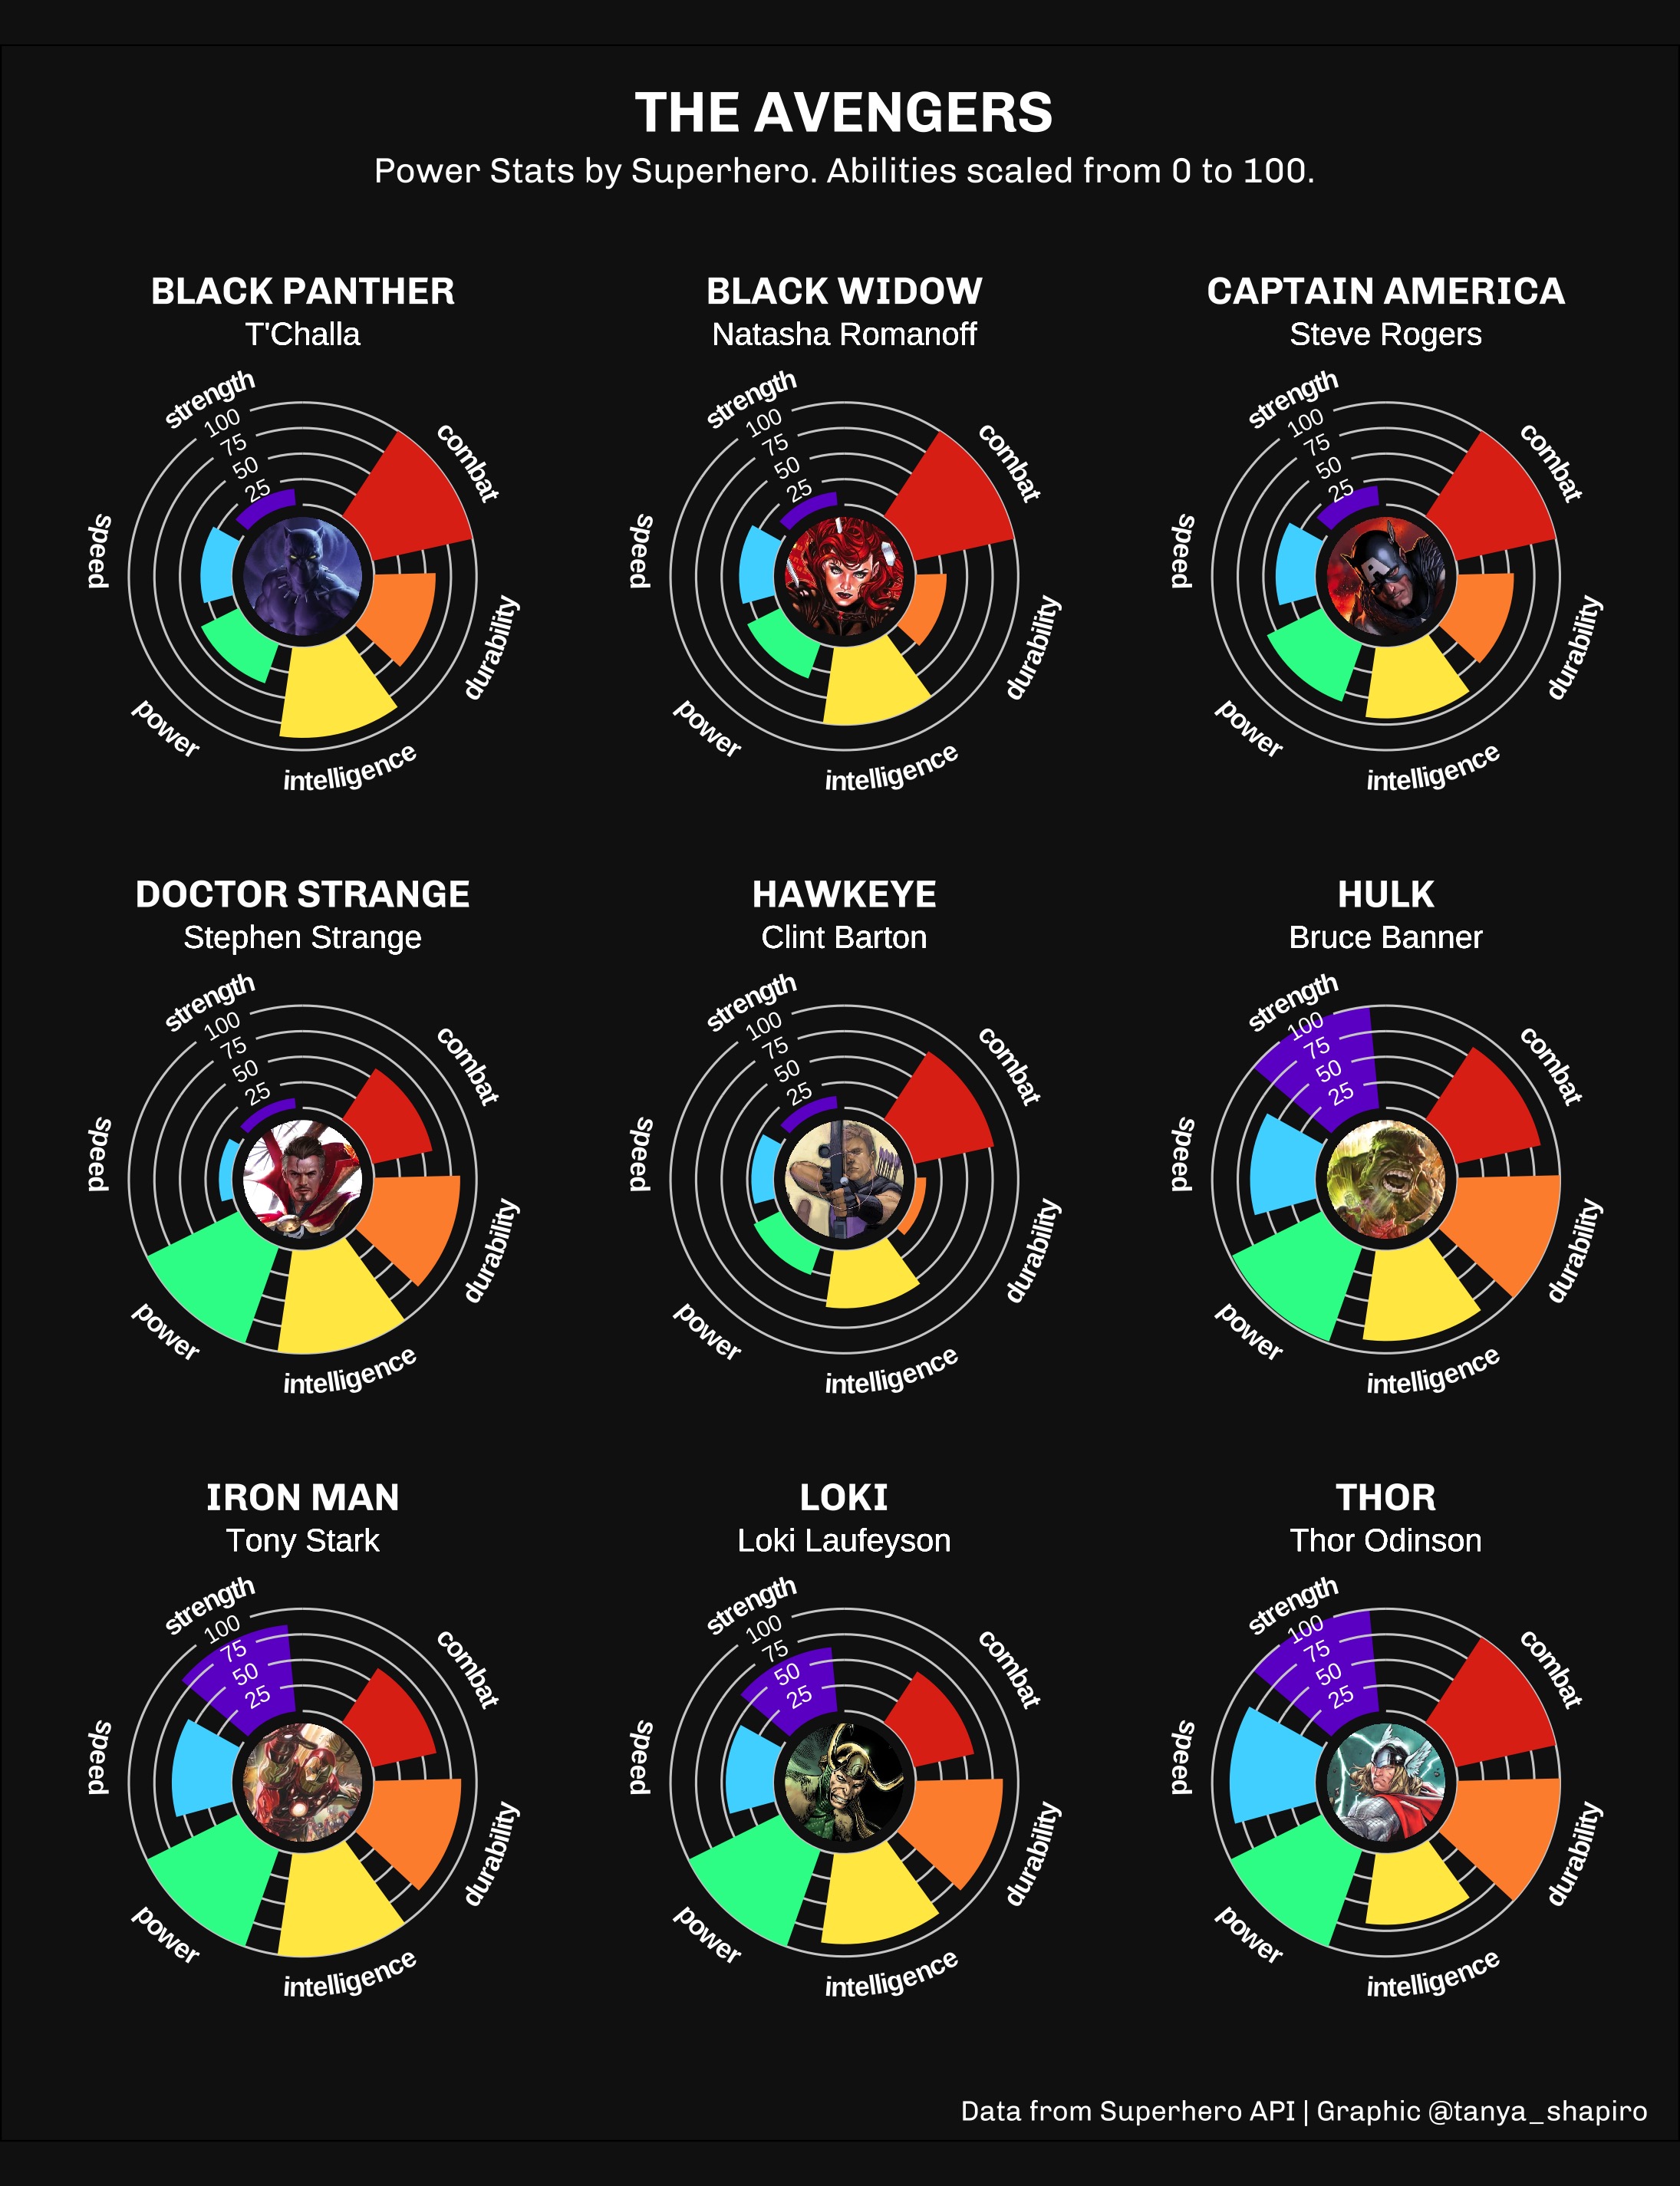 THE AVENGERS
Power Stats by Superhero. Abilities scaled from 0 to 100.
BLACK PANTHER
T'Challa
strength
100
75
50
25
combat
speed
durability
power
intelligence
BLACK WIDOW
Natasha Romanoff
strength
100
75
50
25
combat
speed
durability
power
intelligence
CAPTAIN AMERICA
Steve Rogers
strength
100
75
50
25
combat
speed
A
durability
power
intelligence
DOCTOR STRANGE
Stephen Strange
strength
100
75
50
25
combat
speed
durability
power
intelligence
HAWKEYE
Clint Barton
strength
100
75
50
25
combat
speed
durability
power
intelligence
HULK
Bruce Banner
strength
100
75
50
25
combat
speed
durability
power
intelligence
IRON MAN
Tony Stark
strength
100
75
50
25
combat
speed
durability
power
intelligence
LOKI
Loki Laufeyson
strength
100
75
50
25
combat
speed
durability
power
intelligence
THOR
Thor Odinson
strength
100
75
50
25
combat
speed
durability
power
intelligence
Data from Superhero API | Graphic @tanya_shapiro